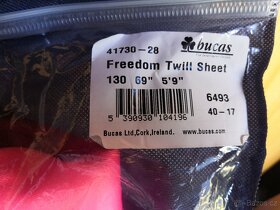 41730-28 bucas
Freedom Twill Sheet
130 69" 5'9"
6493
40-17
5 390930 104196
Bucas Ltd,Cork,Ireland. www.bucas.com